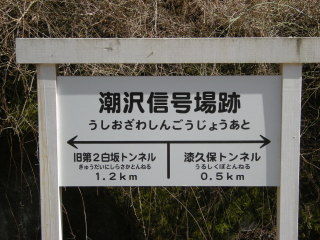 潮沢信号場跡
うしおざわしんごうじょうあと
旧第2白坂トンネル 漆久保トンネル
きゅうだいにしらさかとんねる うるしくぼとんねる
1.2km 0.5km